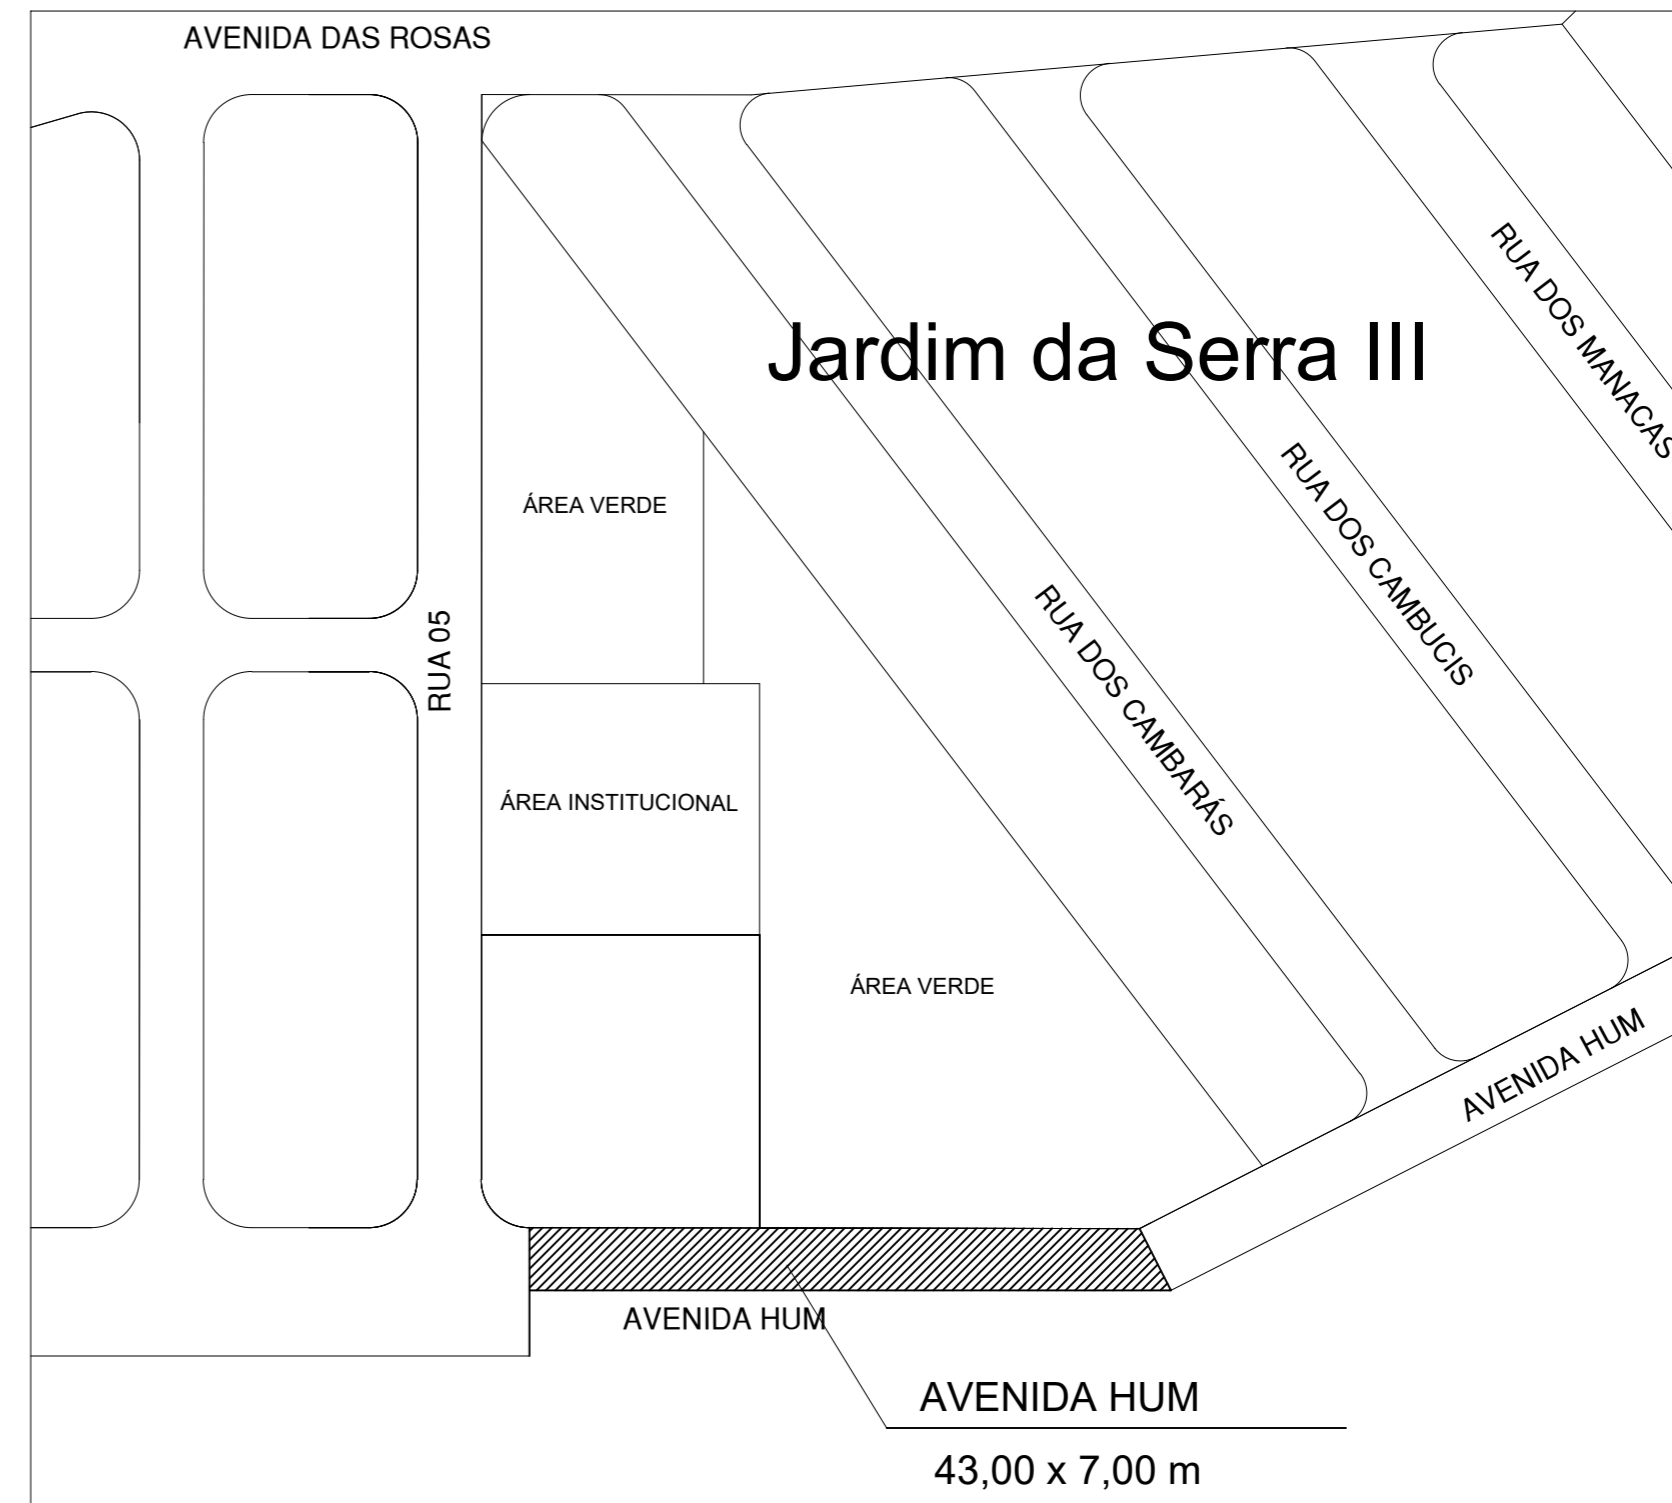 AVENIDA DAS ROSAS
RUA DOS MANACAS
Jardim da Serra III
ÁREA VERDE
RUA DOS CAMBUCIS
RUA 05
RUA DOS CAMBARÁS
ÁREA INSTITUCIONAL
ÁREA VERDE
AVENIDA HUM
AVENIDA HUM
AVENIDA HUM
43,00 x 7,00 m